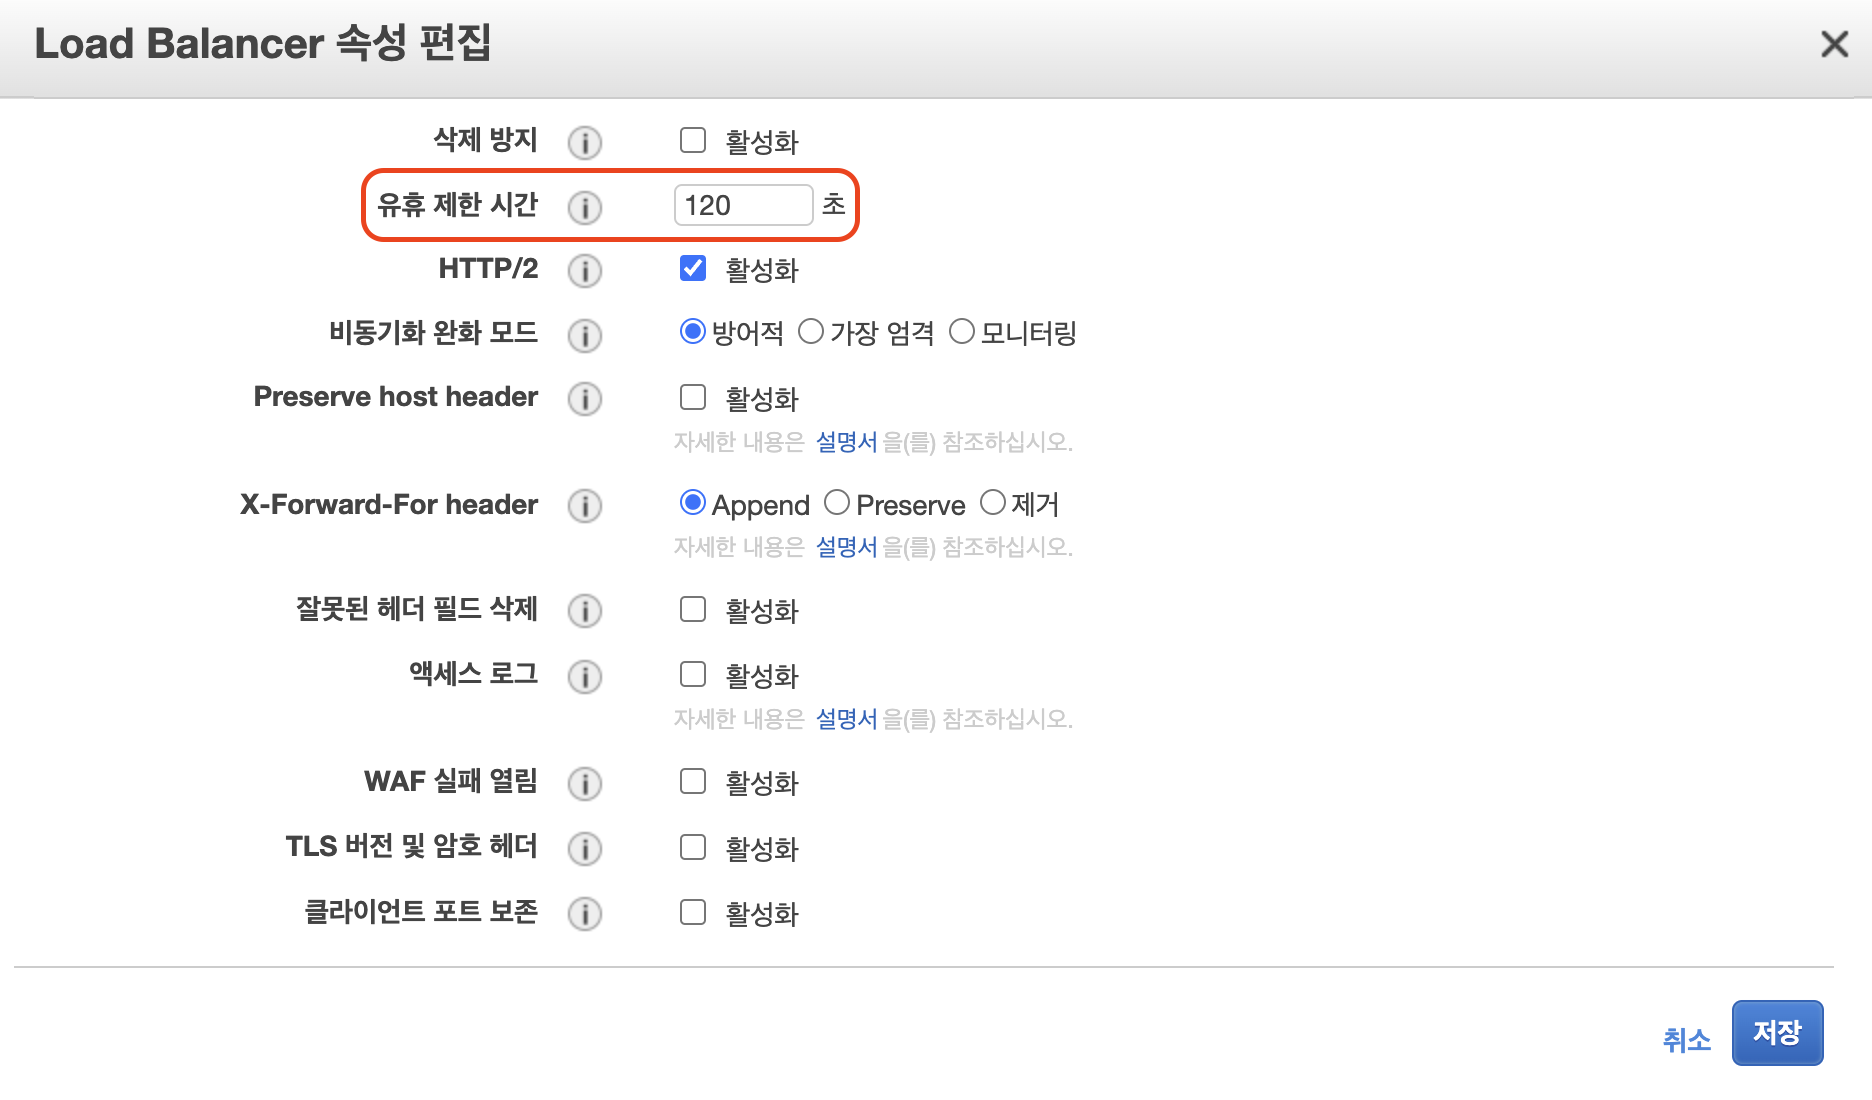 Load Balancer 속성 편집
삭제 방지 활성화
유휴 제한 시간 120 초
HTTP/2 활성화
비동기화 완화 모드 방어적 가장 엄격 모니터링
Preserve host header 활성화
자세한 내용은 설명서 을(를) 참조하십시오.
X-Forward-For header Append Preserve 제거
자세한 내용은 설명서 을(를) 참조하십시오.
잘못된 헤더 필드 삭제 활성화
액세스 로그 활성화
자세한 내용은 설명서 을(를) 참조하십시오.
WAF 실패 열림 활성화
TLS 버전 및 암호 헤더 활성화
클라이언트 포트 보존 활성화
취소 저장